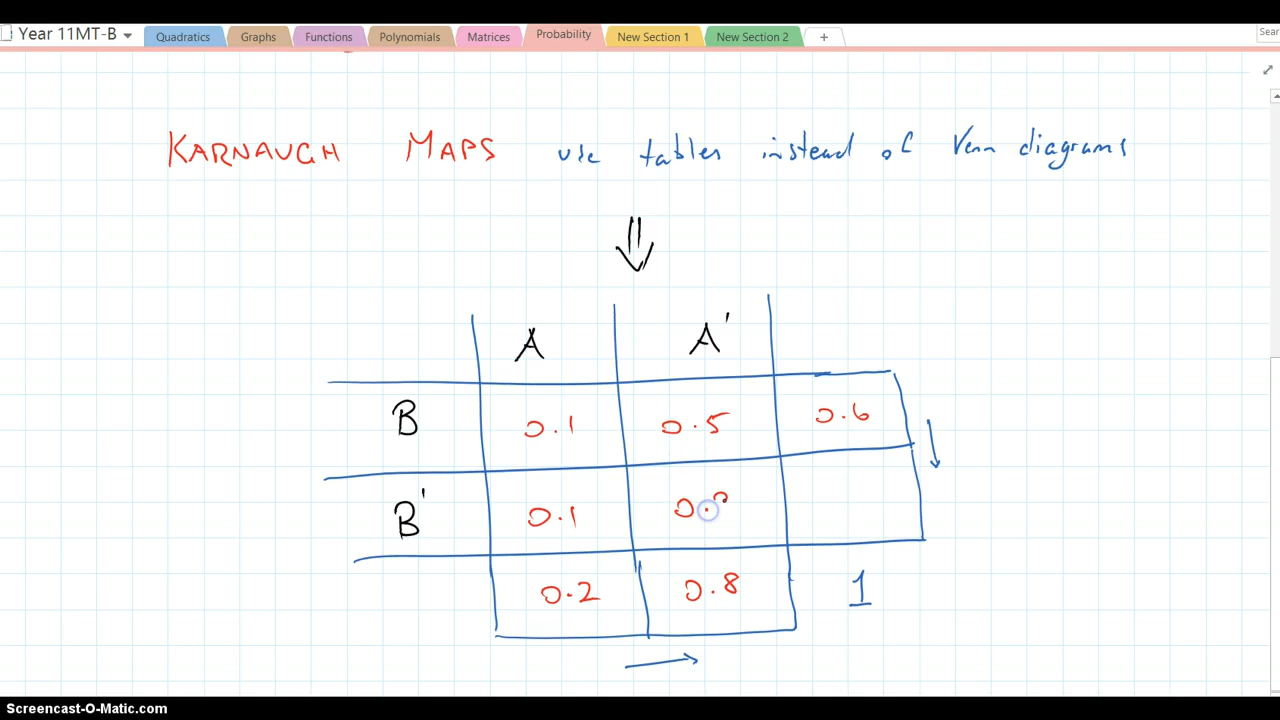 Year 11MT-B Quadratics Graphs Functions Polynomials Matrices Probability New Section 1 New Section 2 + Sear
KARNAUGH MAPS use tables instead of Venn diagrams
A A'
B 0.1 0.5 0.6
B' 0.1
0.2 0.8 1
Screencast-O-Matic.com